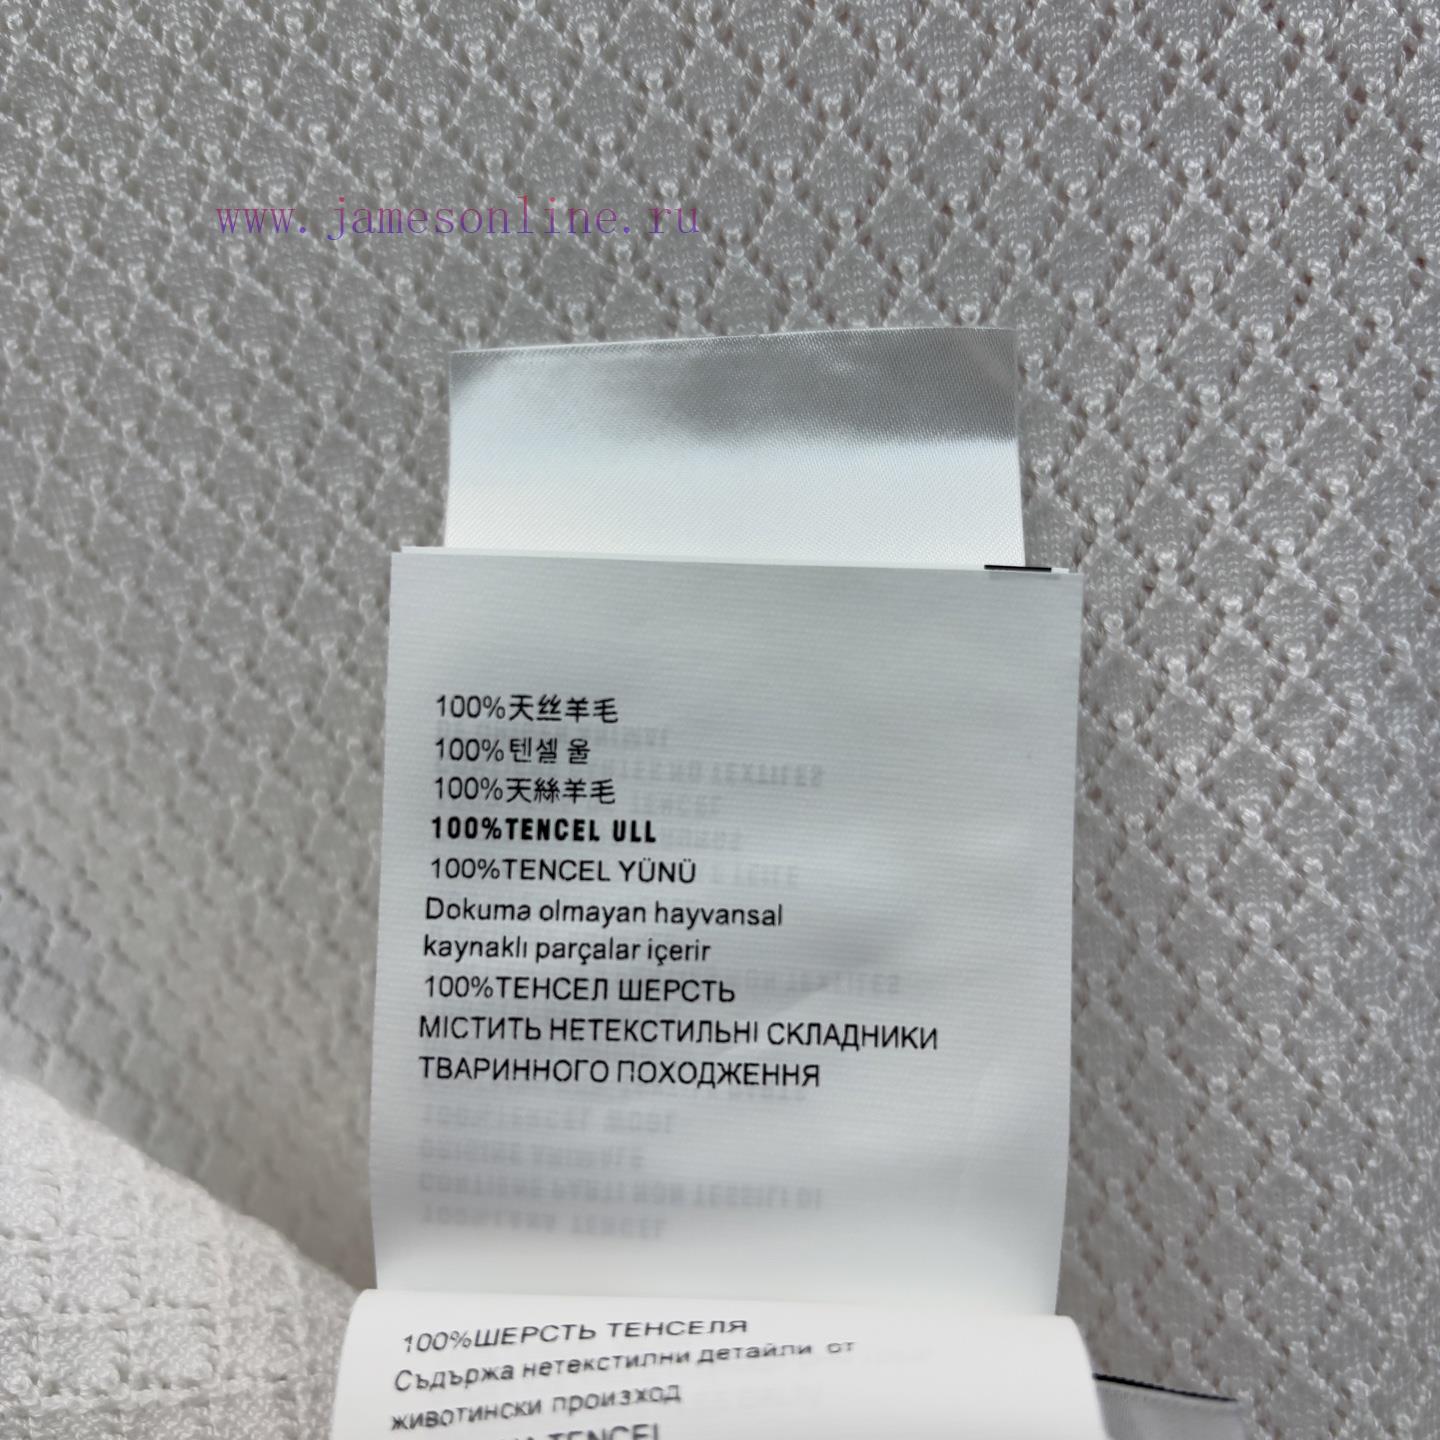 www.jamesonline.ru
100%天丝羊毛
100%텐셀 울
100%天絲羊毛
100%TENCEL ULL
100%TENCEL YÜNÜ
Dokuma olmayan hayvansal
kaynaklı parçalar içerir
100%ТЕНСЕЛ ШЕРСТЬ
МІСТИТЬ НЕТЕКСТИЛЬНІ СКЛАДНИКИ
ТВАРИННОГО ПОХОДЖЕННЯ
100%ШЕРСТЬ ТЕНСЕЛЯ
Съдържа нетекстилни детайли от
животински произход
TENCEL